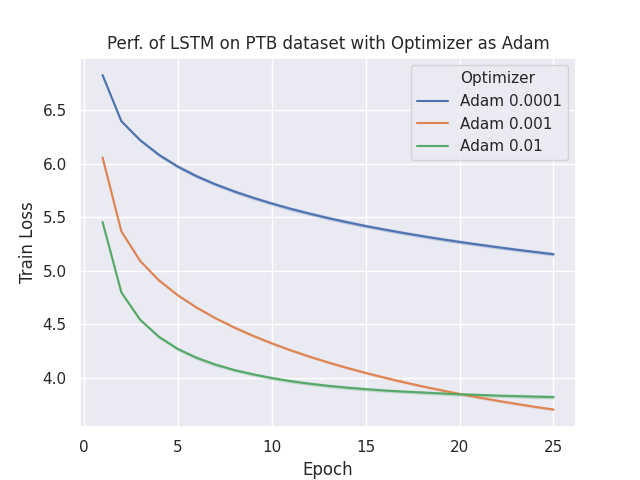 Perf. of LSTM on PTB dataset with Optimizer as Adam
Optimizer
Adam 0.0001
Adam 0.001
Adam 0.01
Train Loss
6.5
6.0
5.5
5.0
4.5
4.0
0 5 10 15 20 25
Epoch